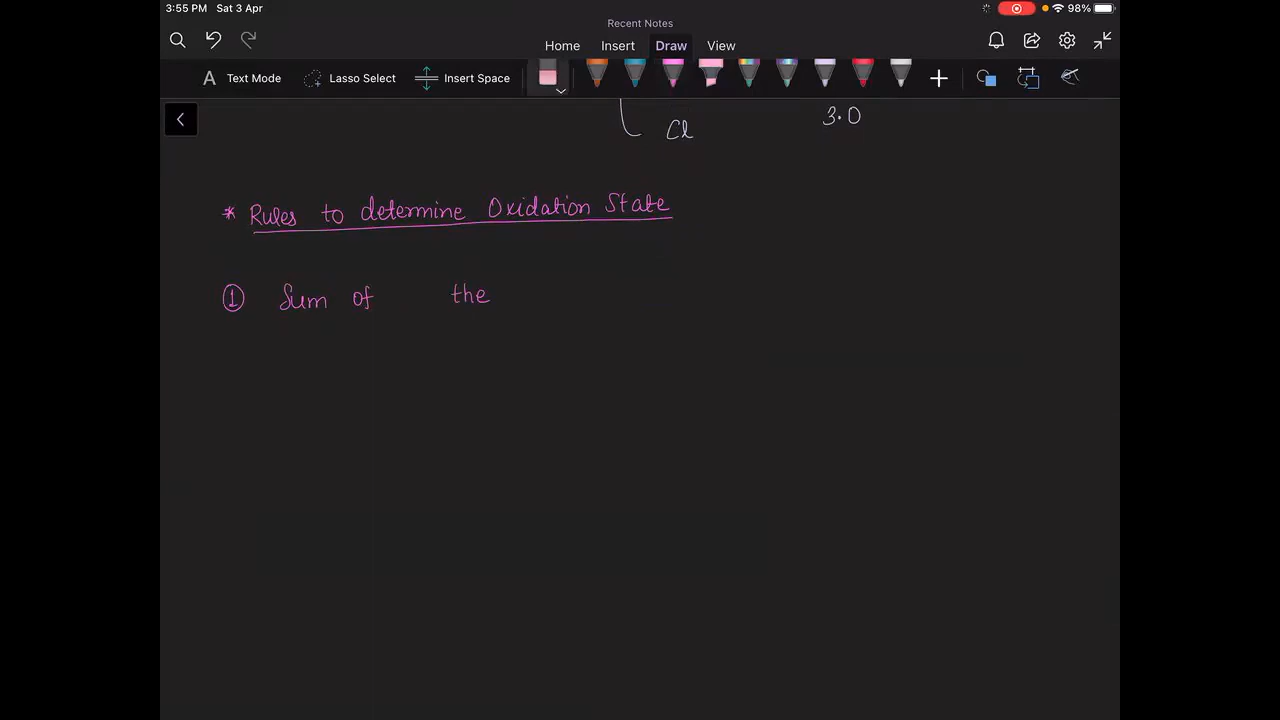 3:55 PM Sat 3 Apr 98%
Recent Notes
Home Insert Draw View
A Text Mode Lasso Select Insert Space
Cl 3.0
* Rules to determine Oxidation State
① Sum of the